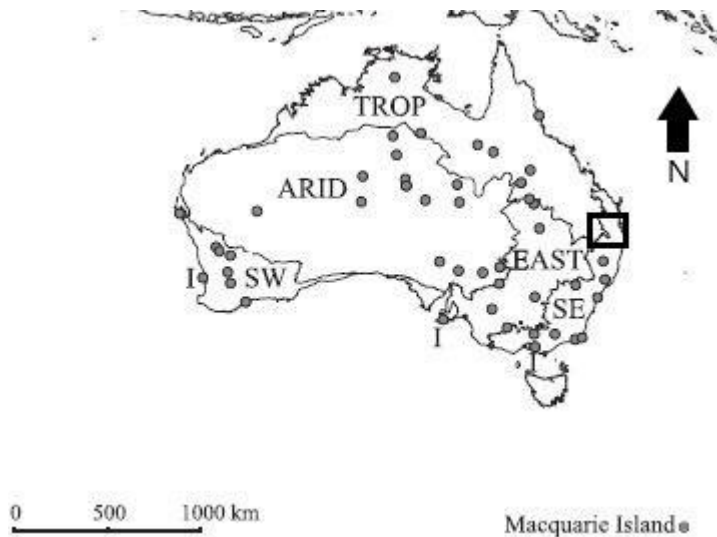 TROP
N
ARID
EAST
I SW
SE
I
0 500 1000 km
Macquarie Island